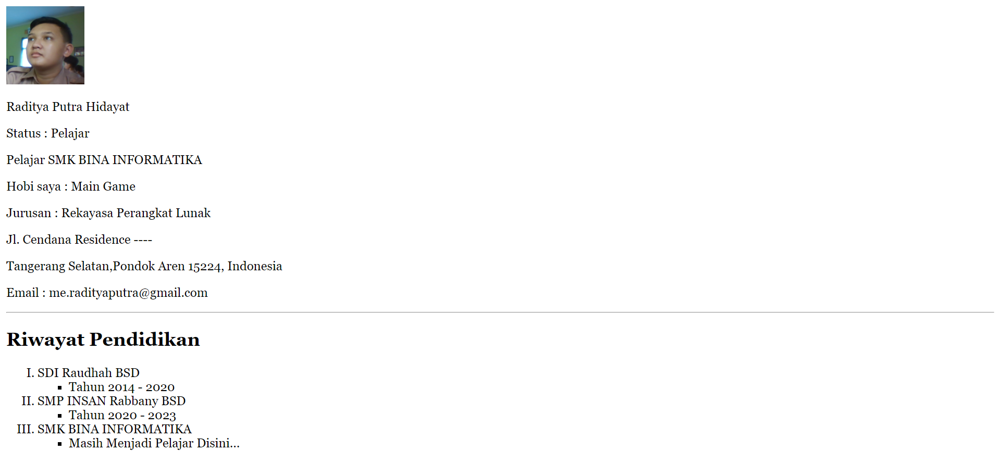 Raditya Putra Hidayat
Status : Pelajar
Pelajar SMK BINA INFORMATIKA
Hobi saya : Main Game
Jurusan : Rekayasa Perangkat Lunak
Jl. Cendana Residence ----
Tangerang Selatan,Pondok Aren 15224, Indonesia
Email : me.radityaputra@gmail.com
Riwayat Pendidikan
I. SDI Raudhah BSD
▪ Tahun 2014 - 2020
II. SMP INSAN Rabbany BSD
▪ Tahun 2020 - 2023
III. SMK BINA INFORMATIKA
▪ Masih Menjadi Pelajar Disini...